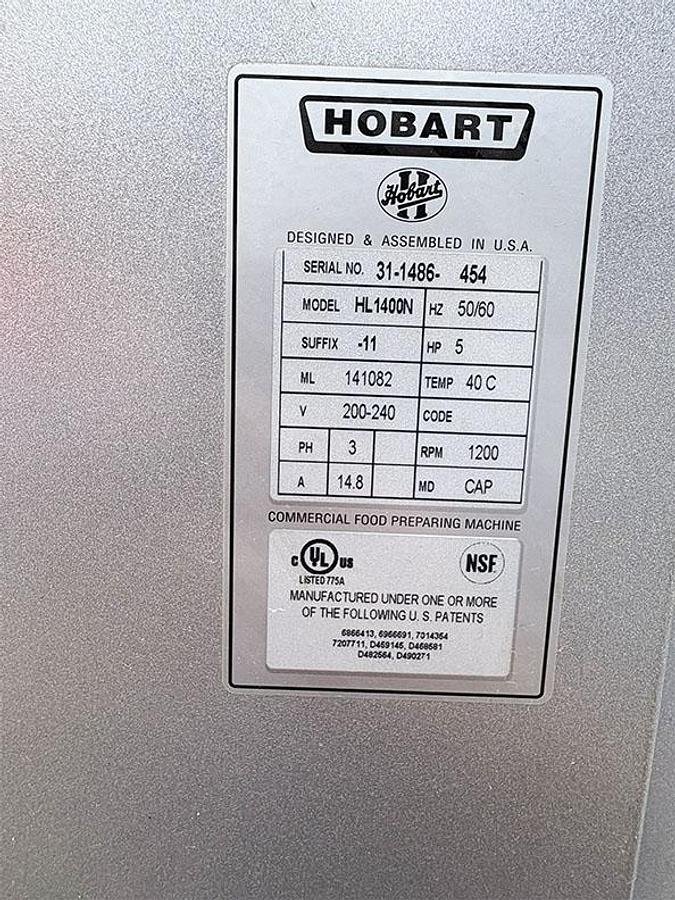 HOBART
Hobart
DESIGNED & ASSEMBLED IN U.S.A.
SERIAL NO. 31-1486- 454
MODEL HL1400N HZ 50/60
SUFFIX -11 HP 5
ML 141082 TEMP 40 C
V 200-240 CODE
PH 3 RPM 1200
A 14.8 MD CAP
COMMERCIAL FOOD PREPARING MACHINE
C UL US NSF
LISTED 775A
MANUFACTURED UNDER ONE OR MORE
OF THE FOLLOWING U. S. PATENTS
6866413, 6966691, 7014354
7207711, D459145, D468581
D482564, D490271